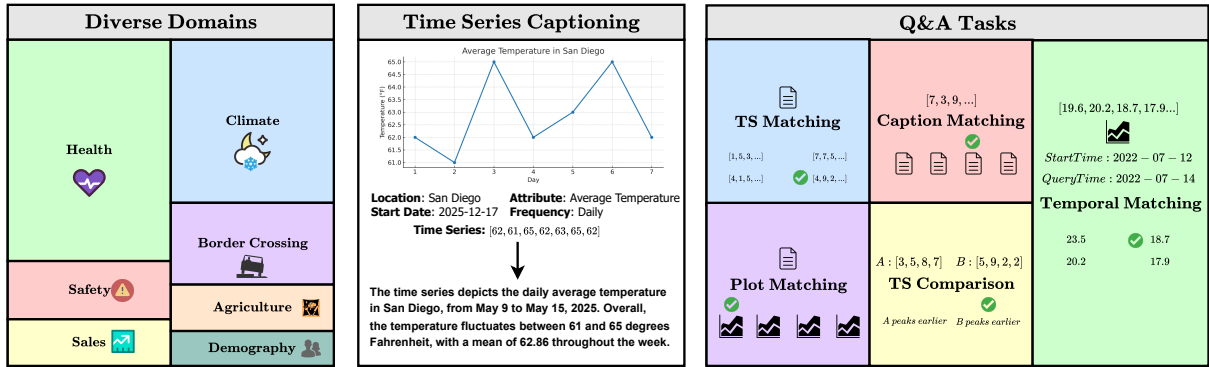 Diverse Domains
Health
Climate
Border Crossing
Safety
Agriculture
Sales
Demography
Time Series Captioning
Average Temperature in San Diego
Temperature (°F)
65.0
64.5
64.0
63.5
63.0
62.5
62.0
61.5
61.0
1 2 3 4 5 6 7
Day
Location: San Diego Attribute: Average Temperature
Start Date: 2025-12-17 Frequency: Daily
Time Series: [62, 61, 65, 62, 63, 65, 62]
The time series depicts the daily average temperature
in San Diego, from May 9 to May 15, 2025. Overall,
the temperature fluctuates between 61 and 65 degrees
Fahrenheit, with a mean of 62.86 throughout the week.
Q&A Tasks
TS Matching
[1, 5, 3, ...] [7, 7, 5, ...]
[4, 1, 5, ...] [4, 9, 2, ...]
[7, 3, 9, ...]
Caption Matching
Plot Matching
A : [3, 5, 8, 7] B : [5, 9, 2, 2]
TS Comparison
A peaks earlier B peaks earlier
[19.6, 20.2, 18.7, 17.9...]
StartTime : 2022 − 07 − 12
QueryTime : 2022 − 07 − 14
Temporal Matching
23.5 18.7
20.2 17.9